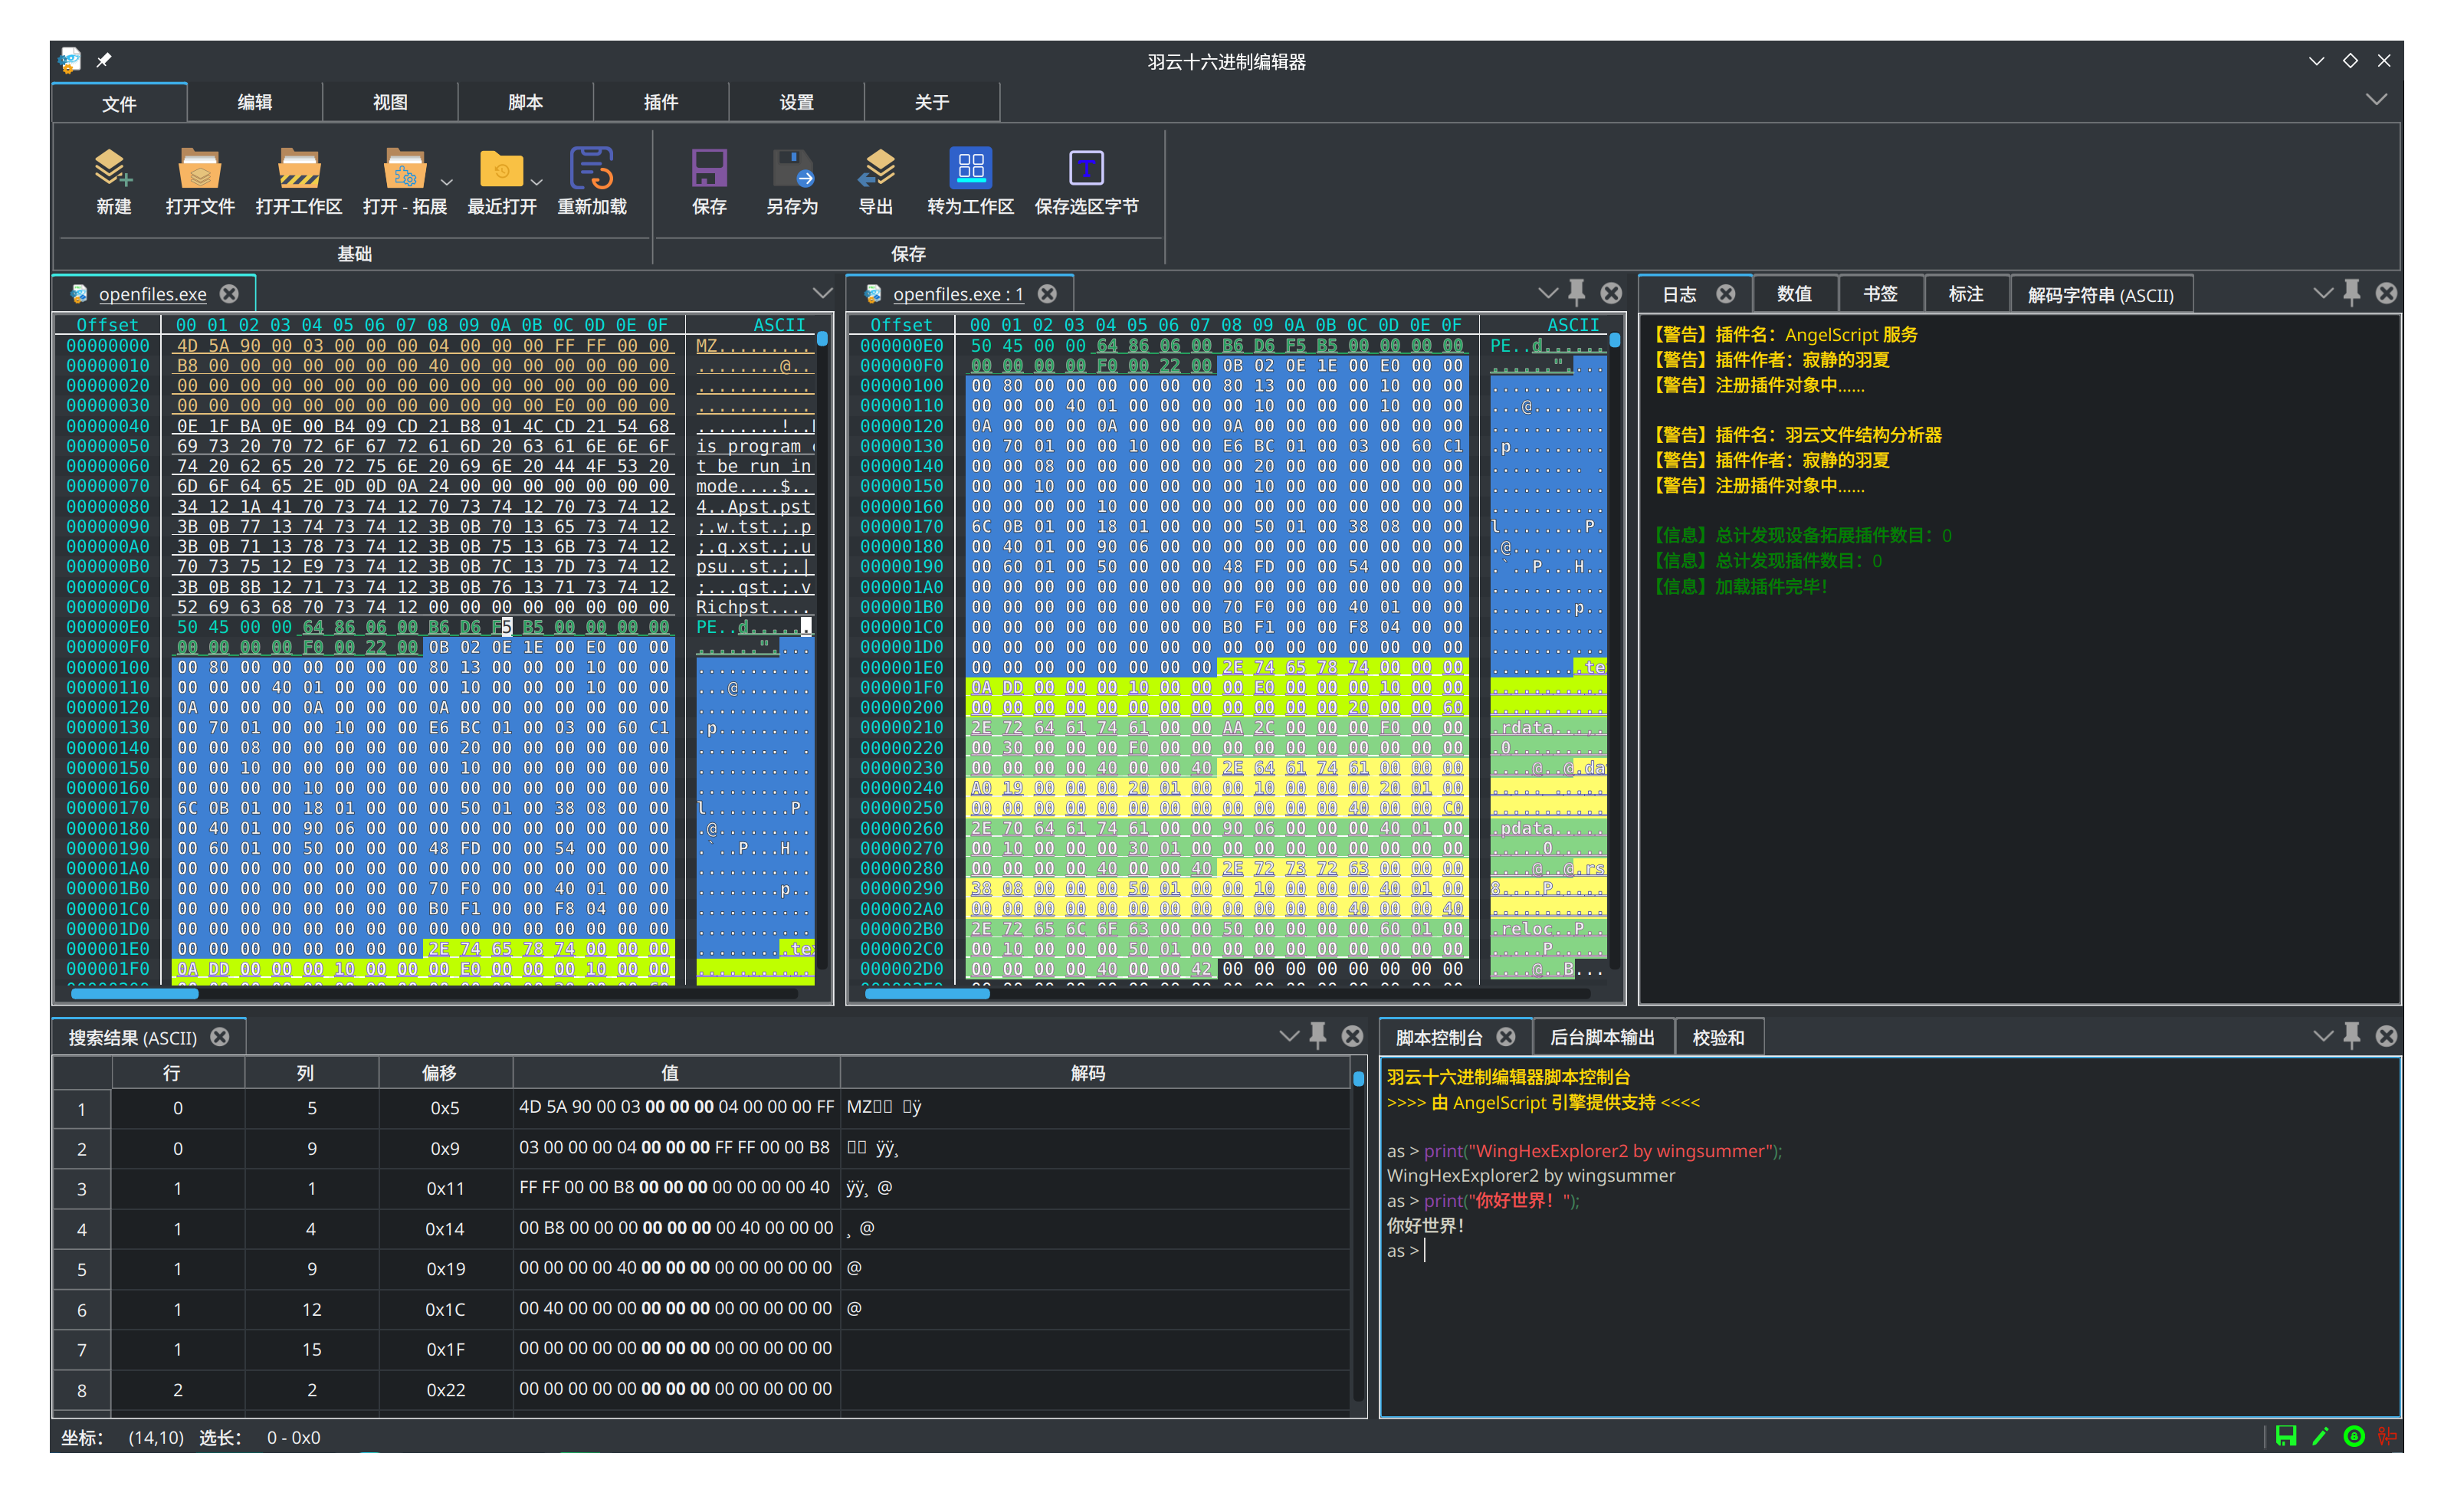 羽云十六进制编辑器
文件 编辑 视图 脚本 插件 设置 关于
新建 打开文件 打开工作区 打开 - 拓展 最近打开 重新加载 保存 另存为 导出 转为工作区 保存选区字节
基础 保存
openfiles.exe
Offset 00 01 02 03 04 05 06 07 08 09 0A 0B 0C 0D 0E 0F ASCII
00000000 4D 5A 90 00 03 00 00 00 04 00 00 00 FF FF 00 00 MZ.........
00000010 B8 00 00 00 00 00 00 00 40 00 00 00 00 00 00 00 ........@..
00000020 00 00 00 00 00 00 00 00 00 00 00 00 00 00 00 00 ...........
00000030 00 00 00 00 00 00 00 00 00 00 00 00 E0 00 00 00 ...........
00000040 0E 1F BA 0E 00 B4 09 CD 21 B8 01 4C CD 21 54 68 ........!..
00000050 69 73 20 70 72 6F 67 72 61 6D 20 63 61 6E 6E 6F is program
00000060 74 20 62 65 20 72 75 6E 20 69 6E 20 44 4F 53 20 t be run in
00000070 6D 6F 64 65 2E 0D 0D 0A 24 00 00 00 00 00 00 00 mode....$..
00000080 34 12 1A 41 70 73 74 12 70 73 74 12 70 73 74 12 4..Apst.pst
00000090 3B 0B 77 13 74 73 74 12 3B 0B 70 13 65 73 74 12 ;.w.tst.;.p
000000A0 3B 0B 71 13 78 73 74 12 3B 0B 75 13 6B 73 74 12 ;.q.xst.;.u
000000B0 70 73 75 12 E9 73 74 12 3B 0B 7C 13 7D 73 74 12 psu..st.;.|
000000C0 3B 0B 8B 12 71 73 74 12 3B 0B 76 13 71 73 74 12 ;...qst.;.v
000000D0 52 69 63 68 70 73 74 12 00 00 00 00 00 00 00 00 Richpst....
000000E0 50 45 00 00 64 86 06 00 B6 D6 F5 B5 00 00 00 00 PE..d......
000000F0 00 00 00 00 F0 00 22 00 0B 02 0E 1E 00 E0 00 00 ......"....
00000100 00 80 00 00 00 00 00 00 80 13 00 00 00 10 00 00 ...........
00000110 00 00 00 40 01 00 00 00 00 10 00 00 00 10 00 00 ...@.......
00000120 0A 00 00 00 0A 00 00 00 0A 00 00 00 00 00 00 00 ...........
00000130 00 70 01 00 00 10 00 00 E6 BC 01 00 03 00 60 C1 .p.........
00000140 00 00 08 00 00 00 00 00 00 20 00 00 00 00 00 00 ......... .
00000150 00 00 10 00 00 00 00 00 00 10 00 00 00 00 00 00 ...........
00000160 00 00 00 00 10 00 00 00 00 00 00 00 00 00 00 00 ...........
00000170 6C 0B 01 00 18 01 00 00 00 50 01 00 38 08 00 00 l........P.
00000180 00 40 01 00 90 06 00 00 00 00 00 00 00 00 00 00 .@.........
00000190 00 60 01 00 50 00 00 00 48 FD 00 00 54 00 00 00 .`..P...H..
000001A0 00 00 00 00 00 00 00 00 00 00 00 00 00 00 00 00 ...........
000001B0 00 00 00 00 00 00 00 00 70 F0 00 00 40 01 00 00 ........p..
000001C0 00 00 00 00 00 00 00 00 B0 F1 00 00 F8 04 00 00 ...........
000001D0 00 00 00 00 00 00 00 00 00 00 00 00 00 00 00 00 ...........
000001E0 00 00 00 00 00 00 00 00 2E 74 65 78 74 00 00 00 .........te
000001F0 0A DD 00 00 00 10 00 00 00 E0 00 00 00 10 00 00 ...........
openfiles.exe : 1
Offset 00 01 02 03 04 05 06 07 08 09 0A 0B 0C 0D 0E 0F ASCII
000000E0 50 45 00 00 64 86 06 00 B6 D6 F5 B5 00 00 00 00 PE..d......
000000F0 00 00 00 00 F0 00 22 00 0B 02 0E 1E 00 E0 00 00 ......"....
00000100 00 80 00 00 00 00 00 00 80 13 00 00 00 10 00 00 ...........
00000110 00 00 00 40 01 00 00 00 00 10 00 00 00 10 00 00 ...@.......
00000120 0A 00 00 00 0A 00 00 00 0A 00 00 00 00 00 00 00 ...........
00000130 00 70 01 00 00 10 00 00 E6 BC 01 00 03 00 60 C1 .p.........
00000140 00 00 08 00 00 00 00 00 00 20 00 00 00 00 00 00 ......... .
00000150 00 00 10 00 00 00 00 00 00 10 00 00 00 00 00 00 ...........
00000160 00 00 00 00 10 00 00 00 00 00 00 00 00 00 00 00 ...........
00000170 6C 0B 01 00 18 01 00 00 00 50 01 00 38 08 00 00 l........P.
00000180 00 40 01 00 90 06 00 00 00 00 00 00 00 00 00 00 .@.........
00000190 00 60 01 00 50 00 00 00 48 FD 00 00 54 00 00 00 .`..P...H..
000001A0 00 00 00 00 00 00 00 00 00 00 00 00 00 00 00 00 ...........
000001B0 00 00 00 00 00 00 00 00 70 F0 00 00 40 01 00 00 ........p..
000001C0 00 00 00 00 00 00 00 00 B0 F1 00 00 F8 04 00 00 ...........
000001D0 00 00 00 00 00 00 00 00 00 00 00 00 00 00 00 00 ...........
000001E0 00 00 00 00 00 00 00 00 2E 74 65 78 74 00 00 00 .........te
000001F0 0A DD 00 00 00 10 00 00 00 E0 00 00 00 10 00 00 ...........
00000200 00 00 00 00 00 00 00 00 00 00 00 00 20 00 00 60 ...........
00000210 2E 72 64 61 74 61 00 00 AA 2C 00 00 00 F0 00 00 .rdata.....
00000220 00 30 00 00 00 F0 00 00 00 00 00 00 00 00 00 00 .0.........
00000230 00 00 00 00 40 00 00 40 2E 64 61 74 61 00 00 00 ....@..@.da
00000240 A0 19 00 00 00 20 01 00 00 10 00 00 00 20 01 00 ..... .....
00000250 00 00 00 00 00 00 00 00 00 00 00 00 40 00 00 C0 ...........
00000260 2E 70 64 61 74 61 00 00 90 06 00 00 00 40 01 00 .pdata.....
00000270 00 10 00 00 00 30 01 00 00 00 00 00 00 00 00 00 .....0.....
00000280 00 00 00 00 40 00 00 40 2E 72 73 72 63 00 00 00 ....@..@.rs
00000290 38 08 00 00 00 50 01 00 00 10 00 00 00 40 01 00 8....P.....
000002A0 00 00 00 00 00 00 00 00 00 00 00 00 40 00 00 40 ...........
000002B0 2E 72 65 6C 6F 63 00 00 50 00 00 00 00 60 01 00 .reloc..P..
000002C0 00 10 00 00 00 50 01 00 00 00 00 00 00 00 00 00 .....P.....
000002D0 00 00 00 00 40 00 00 42 00 00 00 00 00 00 00 00 ....@..B...
日志 数值 书签 标注 解码字符串 (ASCII)
【警告】插件名：AngelScript 服务
【警告】插件作者：寂静的羽夏
【警告】注册插件对象中......
【警告】插件名：羽云文件结构分析器
【警告】插件作者：寂静的羽夏
【警告】注册插件对象中......
【信息】总计发现设备拓展插件数目：0
【信息】总计发现插件数目：0
【信息】加载插件完毕！
搜索结果 (ASCII)
行 列 偏移 值 解码
1 0 5 0x5 4D 5A 90 00 03 00 00 00 04 00 00 00 FF MZ ÿ
2 0 9 0x9 03 00 00 00 04 00 00 00 FF FF 00 00 B8 ÿÿ¸
3 1 1 0x11 FF FF 00 00 B8 00 00 00 00 00 00 00 40 ÿÿ¸ @
4 1 4 0x14 00 B8 00 00 00 00 00 00 00 40 00 00 00 ¸ @
5 1 9 0x19 00 00 00 00 40 00 00 00 00 00 00 00 00 @
6 1 12 0x1C 00 40 00 00 00 00 00 00 00 00 00 00 00 @
7 1 15 0x1F 00 00 00 00 00 00 00 00 00 00 00 00 00
8 2 2 0x22 00 00 00 00 00 00 00 00 00 00 00 00 00
脚本控制台 后台脚本输出 校验和
羽云十六进制编辑器脚本控制台
>>>> 由 AngelScript 引擎提供支持 <<<<
as > print("WingHexExplorer2 by wingsummer");
WingHexExplorer2 by wingsummer
as > print("你好世界！");
你好世界！
as >
坐标： (14,10) 选长： 0 - 0x0